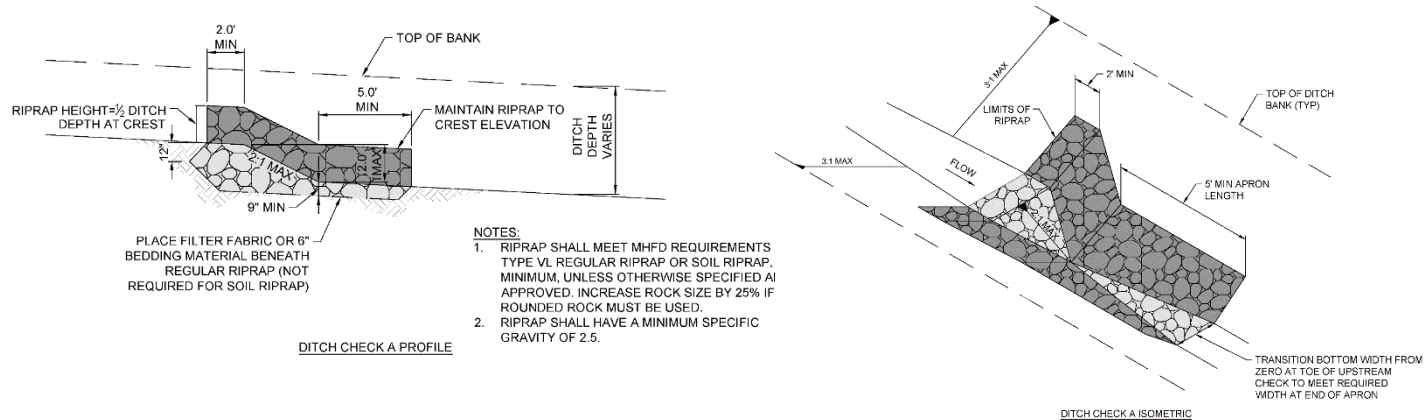 2.0'
MIN
TOP OF BANK
RIPRAP HEIGHT=½ DITCH
DEPTH AT CREST
5.0'
MIN
MAINTAIN RIPRAP TO
CREST ELEVATION
12"
2:1 MAX
2.0'
MAX
DITCH
DEPTH
VARIES
9" MIN
PLACE FILTER FABRIC OR 6"
BEDDING MATERIAL BENEATH
REGULAR RIPRAP (NOT
REQUIRED FOR SOIL RIPRAP)
NOTES:
1. RIPRAP SHALL MEET MHFD REQUIREMENTS
TYPE VL REGULAR RIPRAP OR SOIL RIPRAP,
MINIMUM, UNLESS OTHERWISE SPECIFIED
APPROVED. INCREASE ROCK SIZE BY 25% IF
ROUNDED ROCK MUST BE USED.
2. RIPRAP SHALL HAVE A MINIMUM SPECIFIC
GRAVITY OF 2.5.
DITCH CHECK A PROFILE
3:1 MAX
2' MIN
TOP OF DITCH
BANK (TYP)
LIMITS OF
RIPRAP
3:1 MAX
FLOW
5' MIN APRON
LENGTH
2:1 MAX
TRANSITION BOTTOM WIDTH FROM
ZERO AT TOE OF UPSTREAM
CHECK TO MEET REQUIRED
WIDTH AT END OF APRON
DITCH CHECK A ISOMETRIC